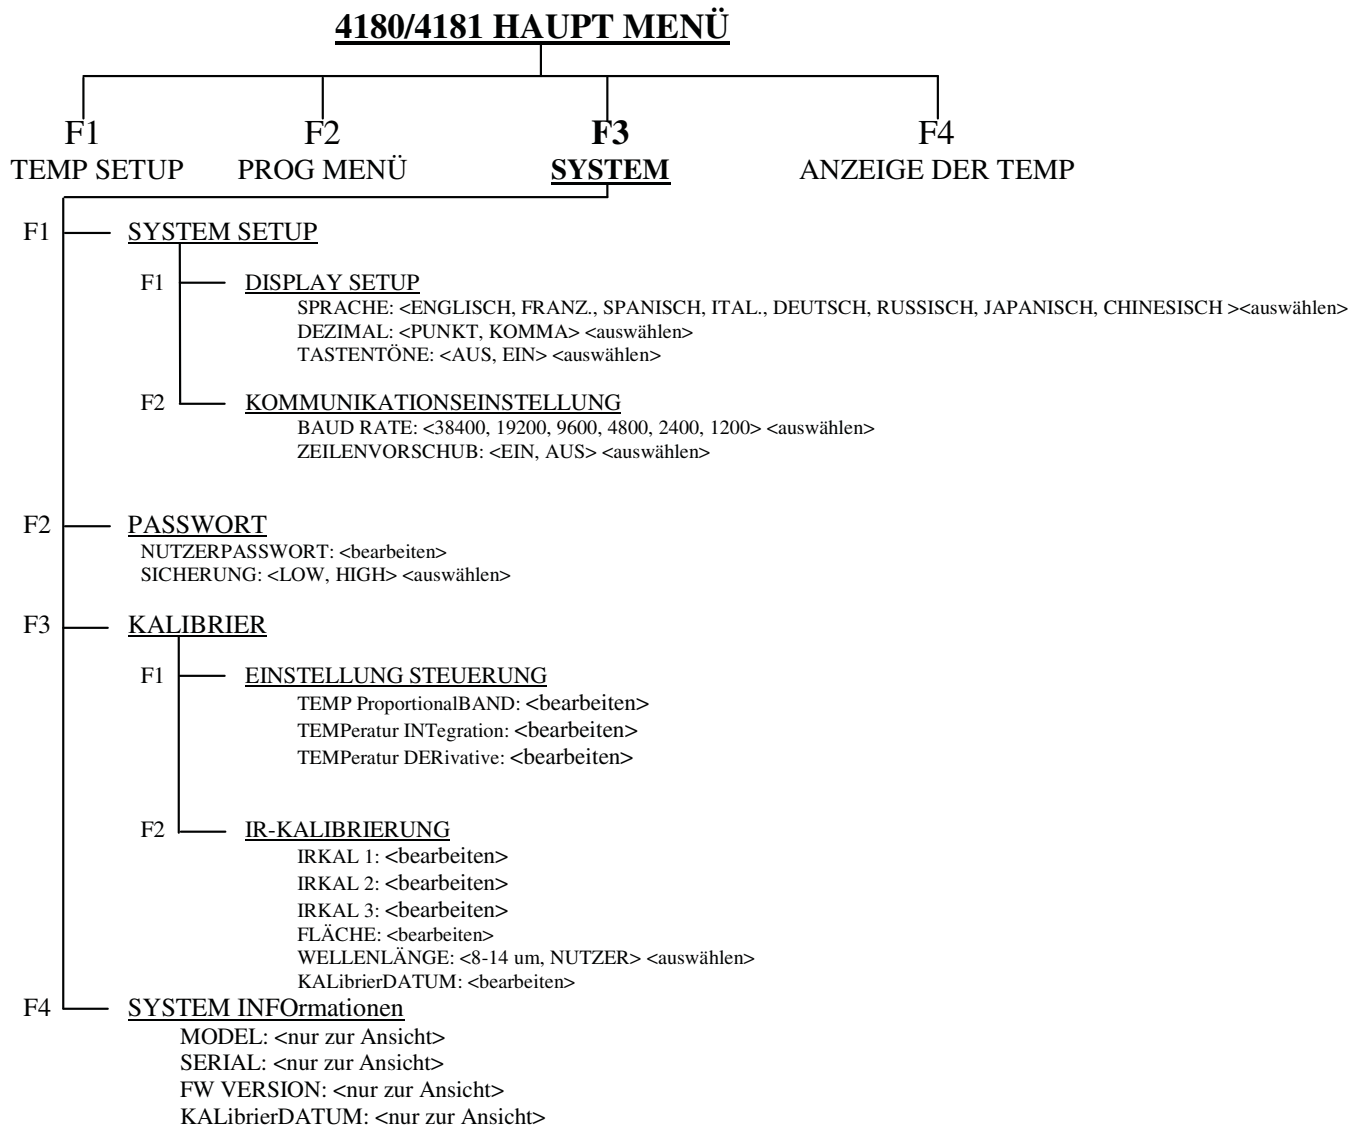 4180/4181 HAUPT MENÜ
F1 F2 F3 F4
TEMP SETUP PROG MENÜ SYSTEM ANZEIGE DER TEMP
F1 SYSTEM SETUP
F1 DISPLAY SETUP
SPRACHE: <ENGLISCH, FRANZ., SPANISCH, ITAL., DEUTSCH, RUSSISCH, JAPANISCH, CHINESISCH ><auswählen>
DEZIMAL: <PUNKT, KOMMA> <auswählen>
TASTENTÖNE: <AUS, EIN> <auswählen>
F2 KOMMUNIKATIONSEINSTELLUNG
BAUD RATE: <38400, 19200, 9600, 4800, 2400, 1200> <auswählen>
ZEILENVORSCHUB: <EIN, AUS> <auswählen>
F2 PASSWORT
NUTZERPASSWORT: <bearbeiten>
SICHERUNG: <LOW, HIGH> <auswählen>
F3 KALIBRIER
F1 EINSTELLUNG STEUERUNG
TEMP ProportionalBAND: <bearbeiten>
TEMPeratur INTegration: <bearbeiten>
TEMPeratur DERivative: <bearbeiten>
F2 IR-KALIBRIERUNG
IRKAL 1: <bearbeiten>
IRKAL 2: <bearbeiten>
IRKAL 3: <bearbeiten>
FLÄCHE: <bearbeiten>
WELLENLÄNGE: <8-14 um, NUTZER> <auswählen>
KALibrierDATUM: <bearbeiten>
F4 SYSTEM INFOrmationen
MODEL: <nur zur Ansicht>
SERIAL: <nur zur Ansicht>
FW VERSION: <nur zur Ansicht>
KALibrierDATUM: <nur zur Ansicht>